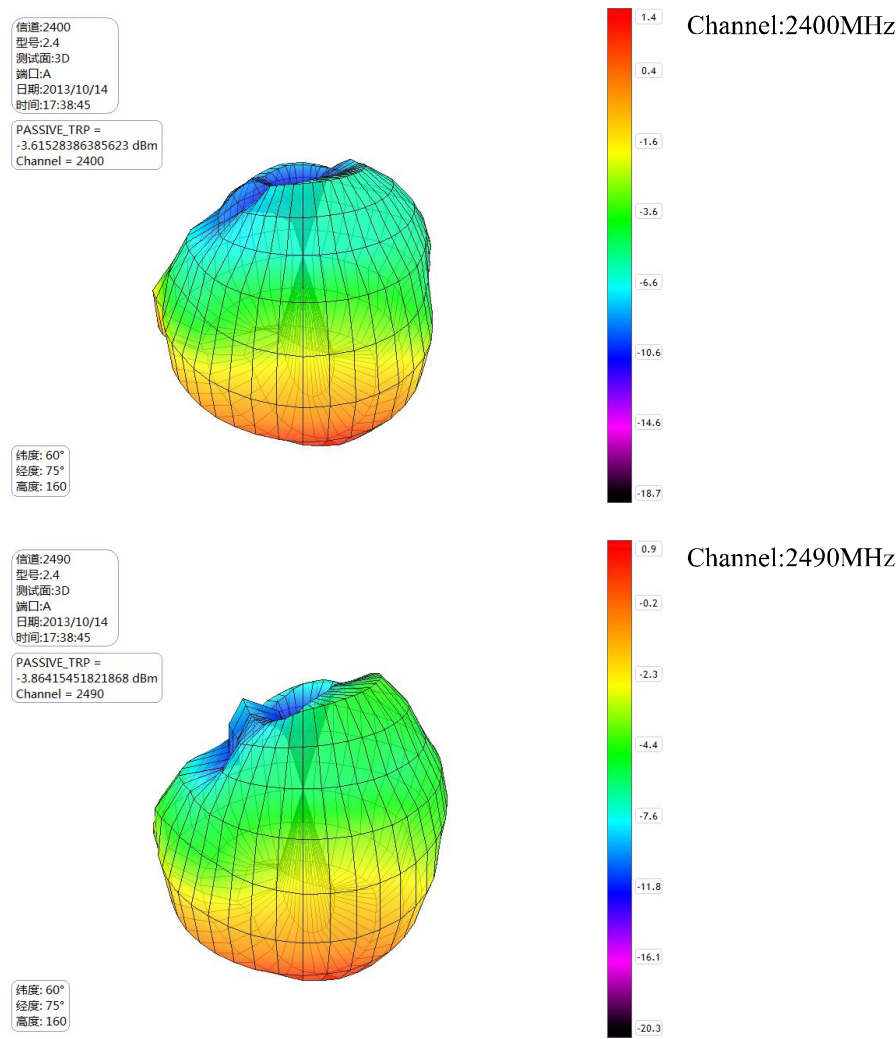 信道:2400
型号:2.4
测试面:3D
端口:A
日期:2013/10/14
时间:17:38:45
PASSIVE_TRP =
-3.61528386385623 dBm
Channel = 2400
纬度: 60°
经度: 75°
高度: 160
1.4
0.4
-1.6
-3.6
-6.6
-10.6
-14.6
-18.7
Channel:2400MHz
信道:2490
型号:2.4
测试面:3D
端口:A
日期:2013/10/14
时间:17:38:45
PASSIVE_TRP =
-3.86415451821868 dBm
Channel = 2490
纬度: 60°
经度: 75°
高度: 160
0.9
-0.2
-2.3
-4.4
-7.6
-11.8
-16.1
-20.3
Channel:2490MHz